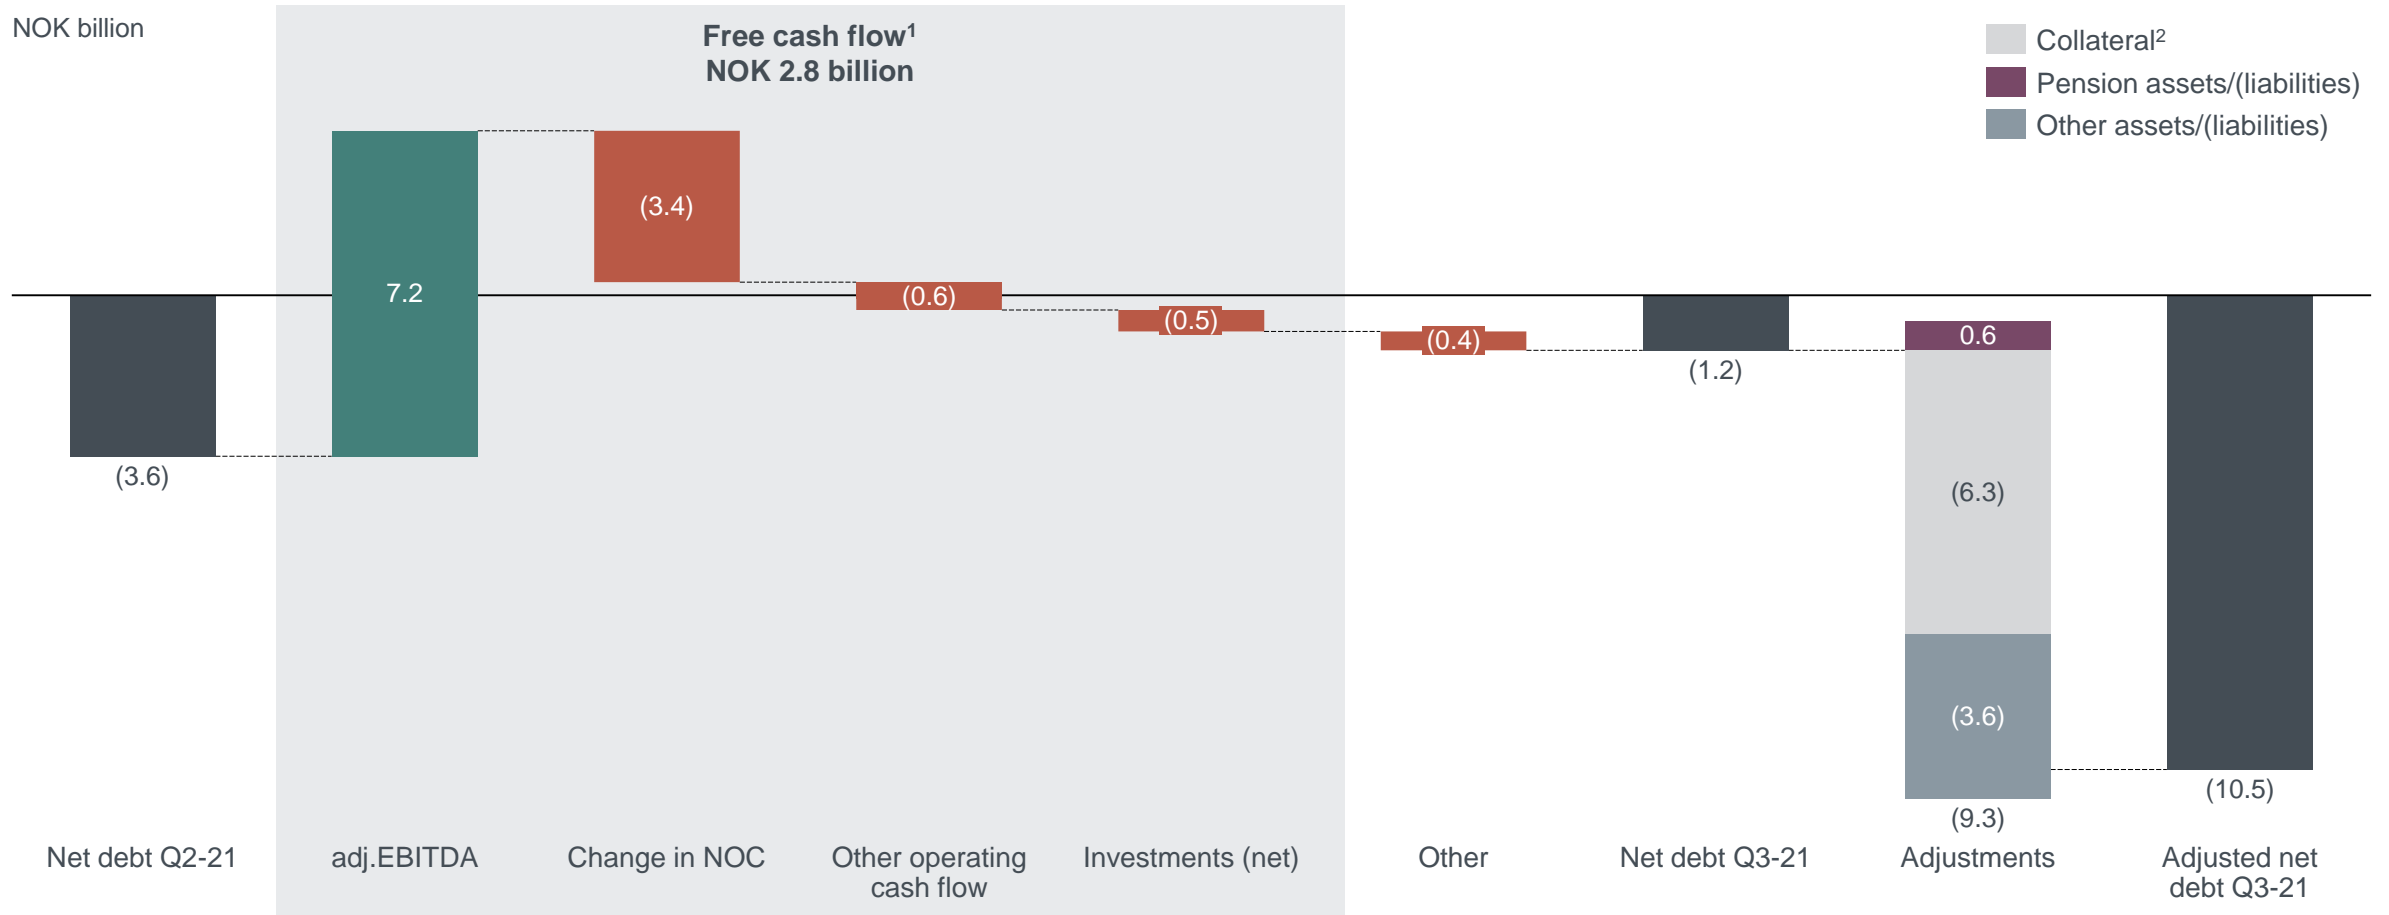 NOK billion
Free cash flow¹
NOK 2.8 billion
Collateral²
Pension assets/(liabilities)
Other assets/(liabilities)
(3.4)
7.2
(0.6)
(0.5)
(0.4)
0.6
(1.2)
(3.6)
(6.3)
(3.6)
(10.5)
(9.3)
Net debt Q2-21
adj.EBITDA
Change in NOC
Other operating
cash flow
Investments (net)
Other
Net debt Q3-21
Adjustments
Adjusted net
debt Q3-21